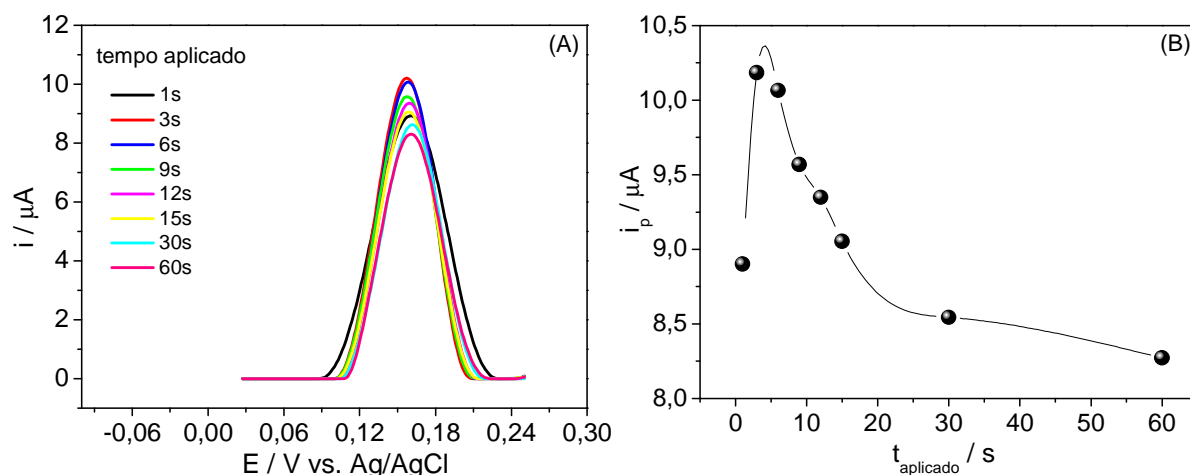 (A)
tempo aplicado
1s
3s
6s
9s
12s
15s
30s
60s
12
10
8
6
4
2
0
i / µA
-0,06 0,00 0,06 0,12 0,18 0,24 0,30
E / V vs. Ag/AgCl
(B)
10,5
10,0
9,5
9,0
8,5
8,0
i_p / µA
0 10 20 30 40 50 60
t_aplicado / s